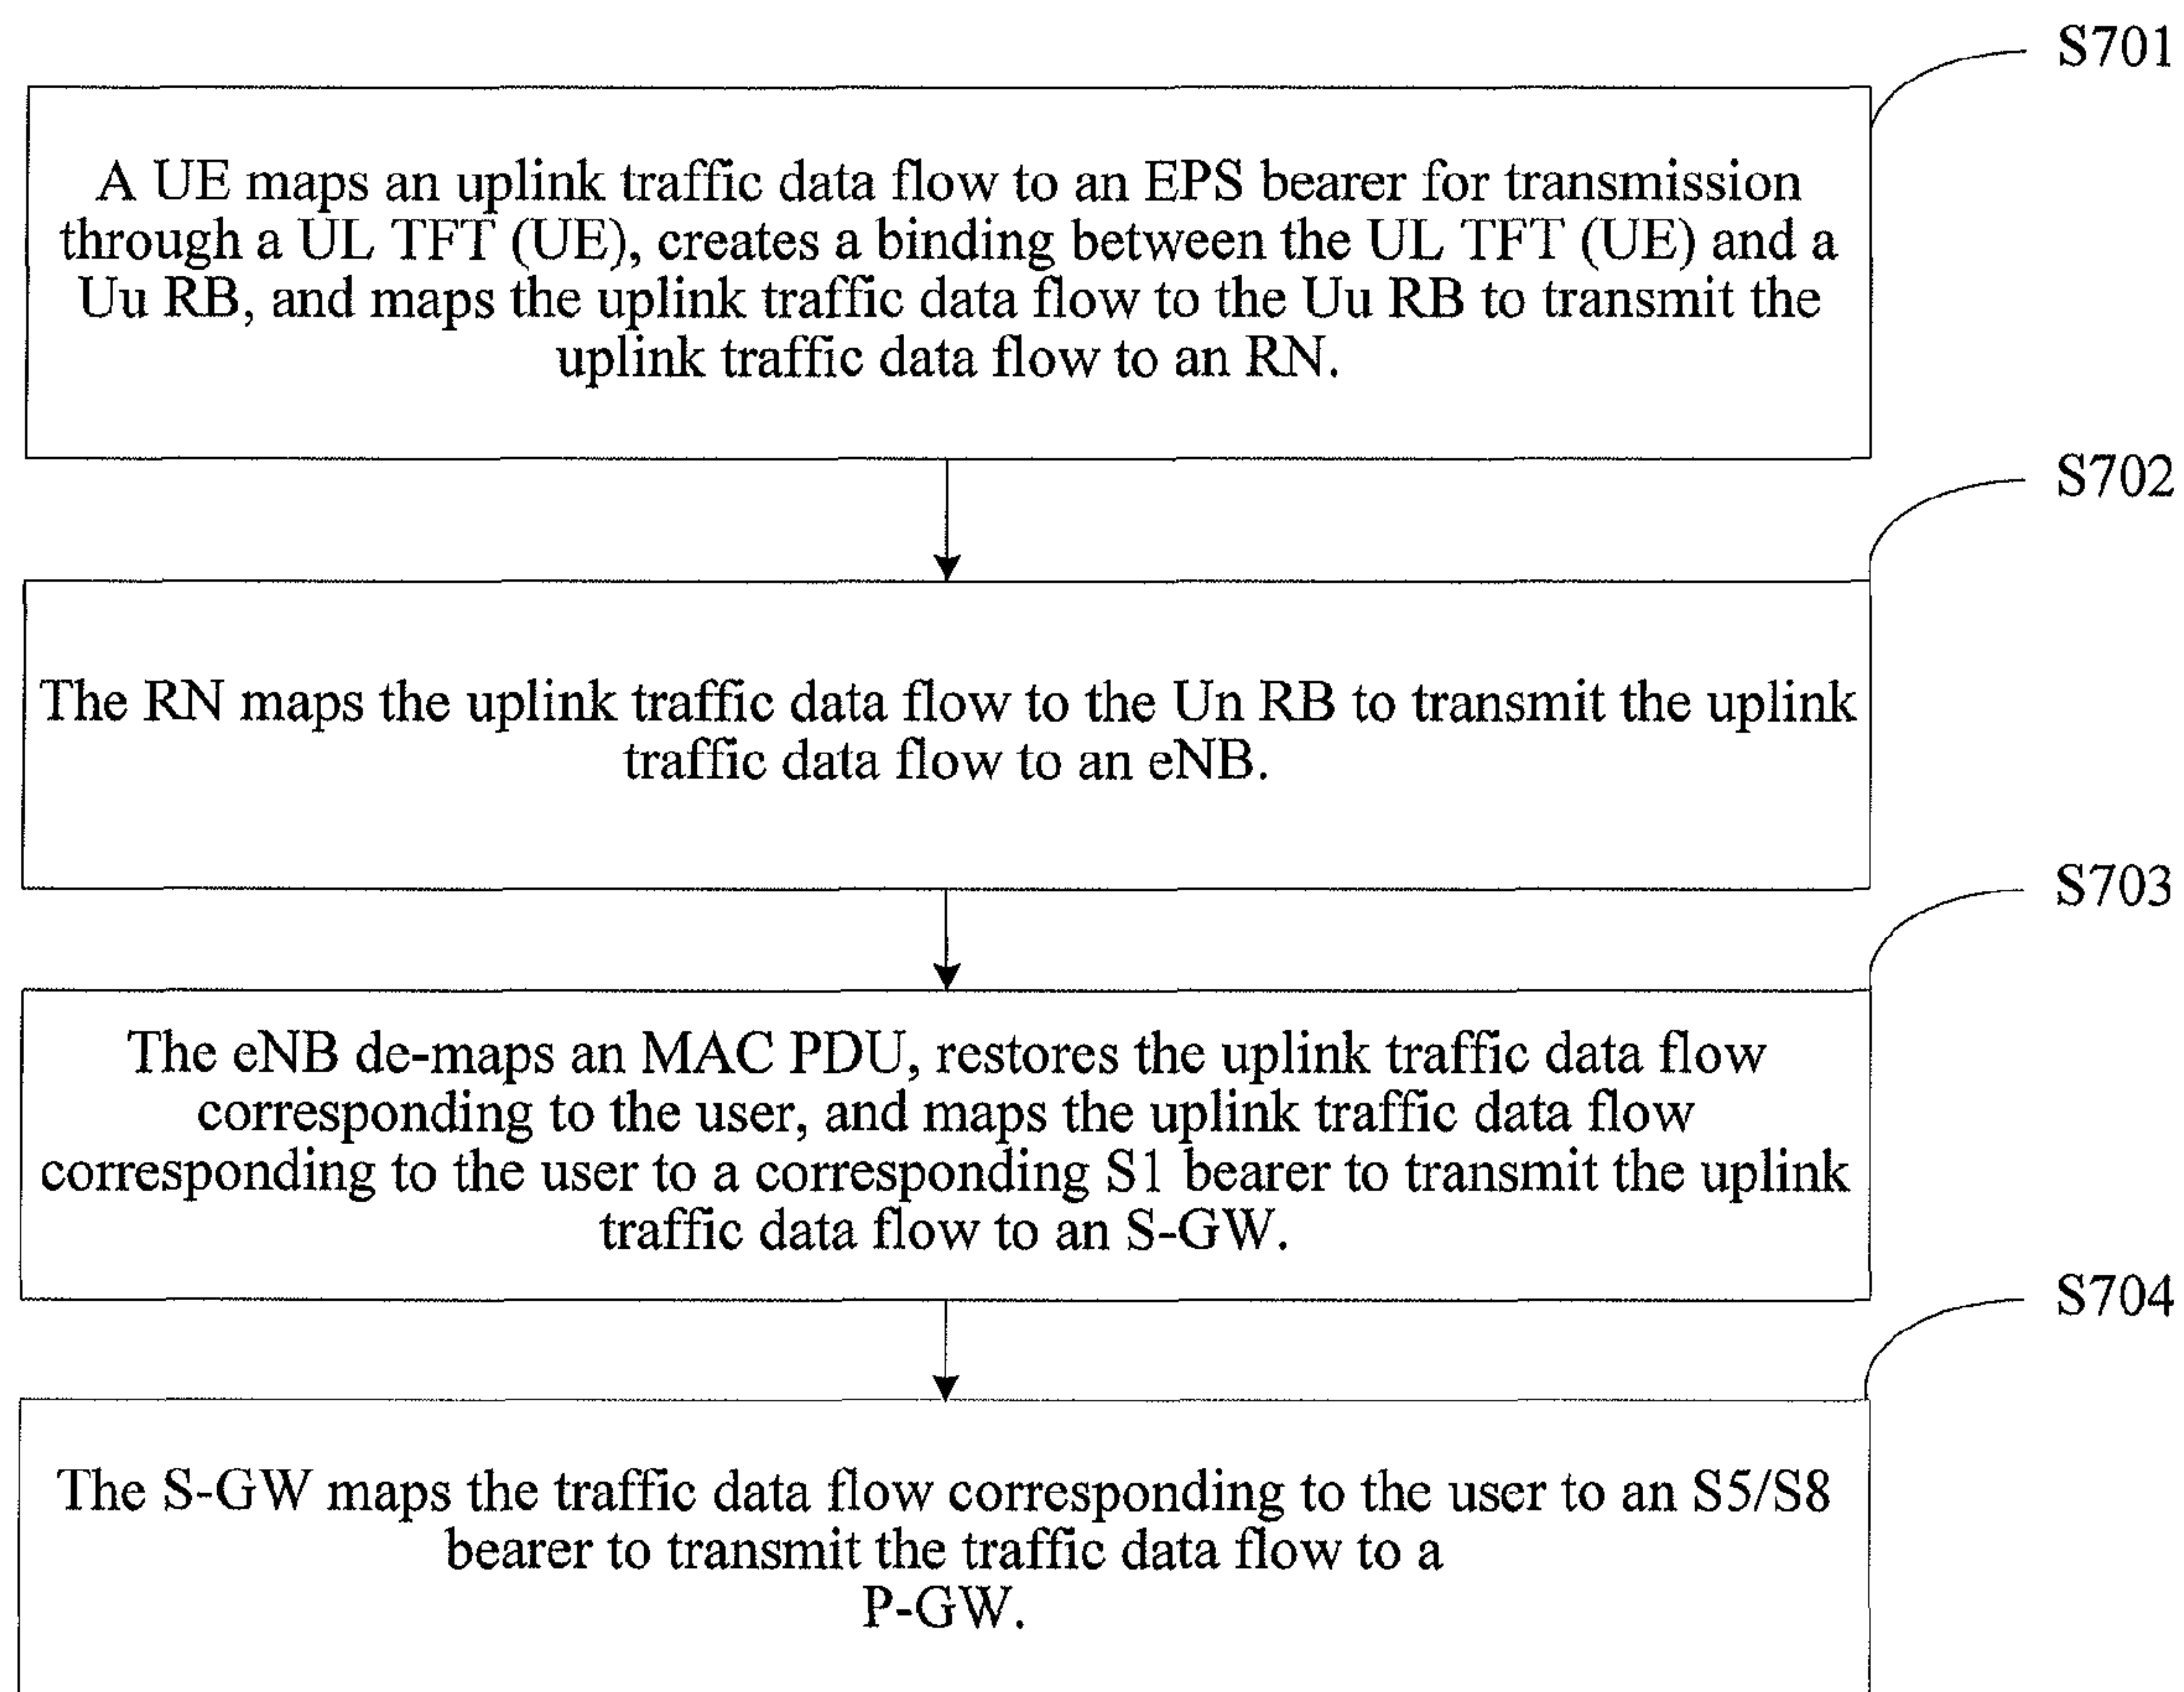 S701
A UE maps an uplink traffic data flow to an EPS bearer for transmission
through a UL TFT (UE), creates a binding between the UL TFT (UE) and a
Uu RB, and maps the uplink traffic data flow to the Uu RB to transmit the
uplink traffic data flow to an RN.
S702
The RN maps the uplink traffic data flow to the Un RB to transmit the uplink
traffic data flow to an eNB.
S703
The eNB de-maps an MAC PDU, restores the uplink traffic data flow
corresponding to the user, and maps the uplink traffic data flow
corresponding to the user to a corresponding S1 bearer to transmit the uplink
traffic data flow to an S-GW.
S704
The S-GW maps the traffic data flow corresponding to the user to an S5/S8
bearer to transmit the traffic data flow to a
P-GW.